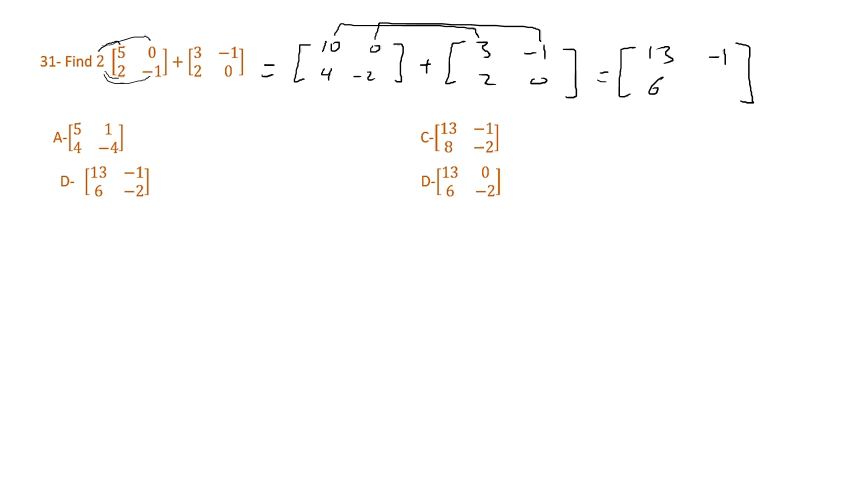 31- Find 2 [5 0 2 −1] + [3 −1 2 0] = [10 0 4 -2] + [3 -1 2 0] = [13 -1 6]
A- [5 1 4 −4] C- [13 −1 8 −2]
D- [13 −1 6 −2] D- [13 0 6 −2]